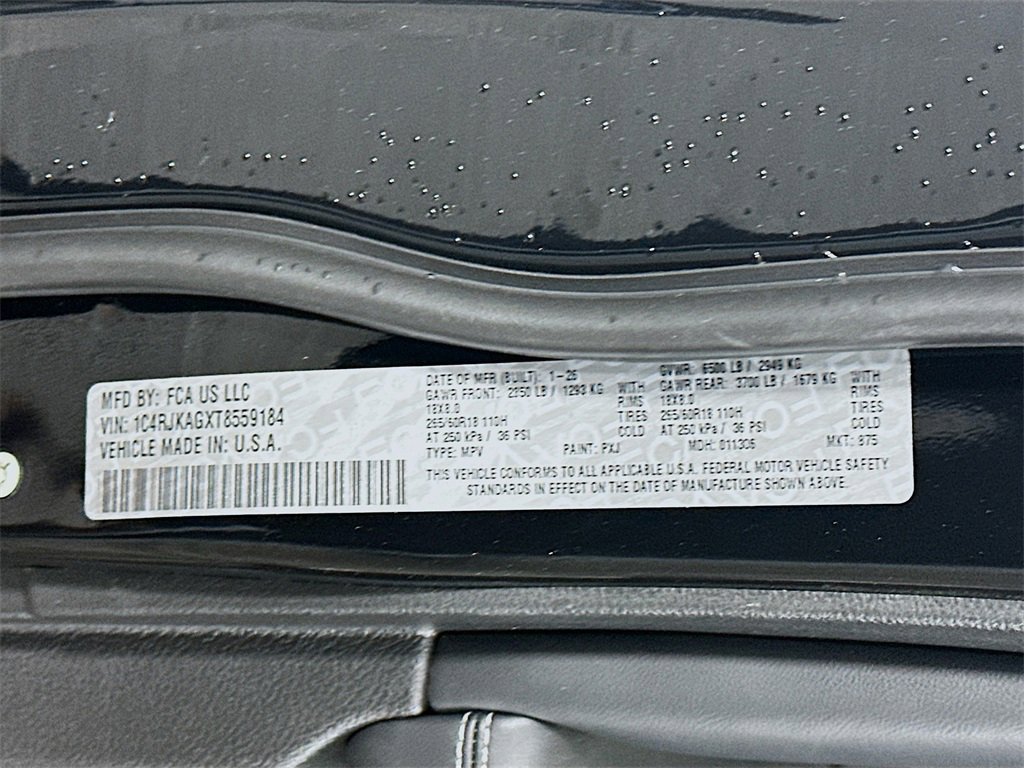 MFD BY: FCA US LLC
VIN: 1C4RJKAGXT8559184
VEHICLE MADE IN: U.S.A.
DATE OF MFR (BUILT): 1-26
GVWR: 6500 LB / 2949 KG
GAWR FRONT: 2850 LB / 1293 KG WITH
18X8.0 RIMS
265/60R18 110H TIRES
AT 250 kPa / 36 PSI COLD
GAWR REAR: 3700 LB / 1679 KG WITH
18X8.0 RIMS
265/60R18 110H TIRES
AT 250 kPa / 36 PSI COLD
TYPE: MPV PAINT: PXJ MDH: 011306 MKT: 875
THIS VEHICLE CONFORMS TO ALL APPLICABLE U.S.A. FEDERAL MOTOR VEHICLE SAFETY
STANDARDS IN EFFECT ON THE DATE OF MANUFACTURE SHOWN ABOVE.